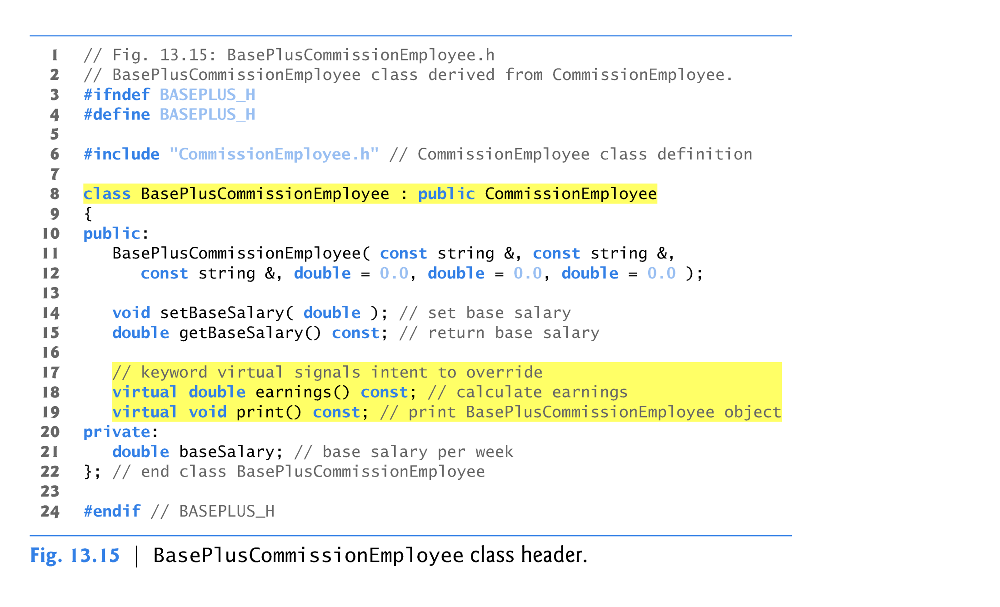 1 // Fig. 13.15: BasePlusCommissionEmployee.h
2 // BasePlusCommissionEmployee class derived from CommissionEmployee.
3 #ifndef BASEPLUS_H
4 #define BASEPLUS_H
5
6 #include "CommissionEmployee.h" // CommissionEmployee class definition
7
8 class BasePlusCommissionEmployee : public CommissionEmployee
9 {
10 public:
11    BasePlusCommissionEmployee( const string &, const string &,
12       const string &, double = 0.0, double = 0.0, double = 0.0 );
13
14    void setBaseSalary( double ); // set base salary
15    double getBaseSalary() const; // return base salary
16
17    // keyword virtual signals intent to override
18    virtual double earnings() const; // calculate earnings
19    virtual void print() const; // print BasePlusCommissionEmployee object
20 private:
21    double baseSalary; // base salary per week
22 }; // end class BasePlusCommissionEmployee
23
24 #endif // BASEPLUS_H
Fig. 13.15 | BasePlusCommissionEmployee class header.